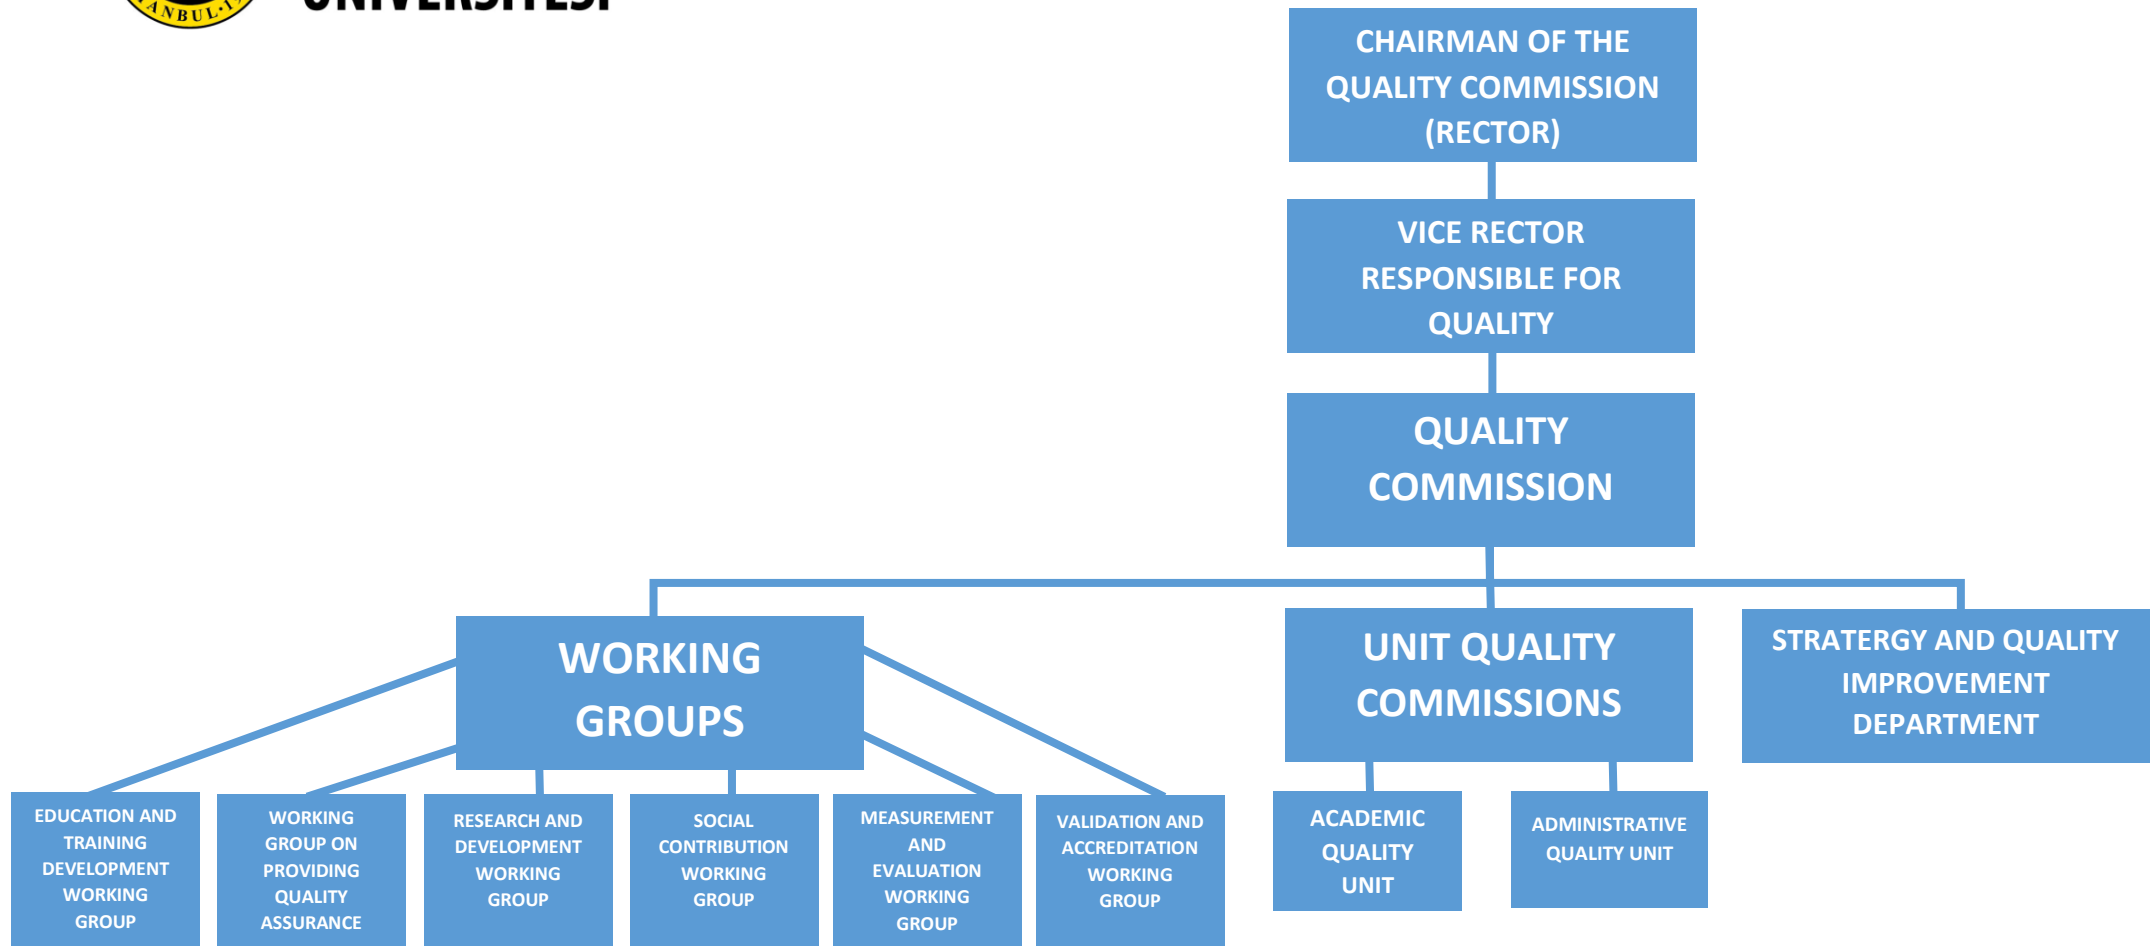 CHAIRMAN OF THE
QUALITY COMMISSION
(RECTOR)
VICE RECTOR
RESPONSIBLE FOR
QUALITY
QUALITY
COMMISSION
WORKING
GROUPS
UNIT QUALITY
COMMISSIONS
STRATERGY AND QUALITY
IMPROVEMENT
DEPARTMENT
EDUCATION AND
TRAINING
DEVELOPMENT
WORKING
GROUP
WORKING
GROUP ON
PROVIDING
QUALITY
ASSURANCE
RESEARCH AND
DEVELOPMENT
WORKING
GROUP
SOCIAL
CONTRIBUTION
WORKING
GROUP
MEASUREMENT
AND
EVALUATION
WORKING
GROUP
VALIDATION AND
ACCREDITATION
WORKING
GROUP
ACADEMIC
QUALITY
UNIT
ADMINISTRATIVE
QUALITY UNIT